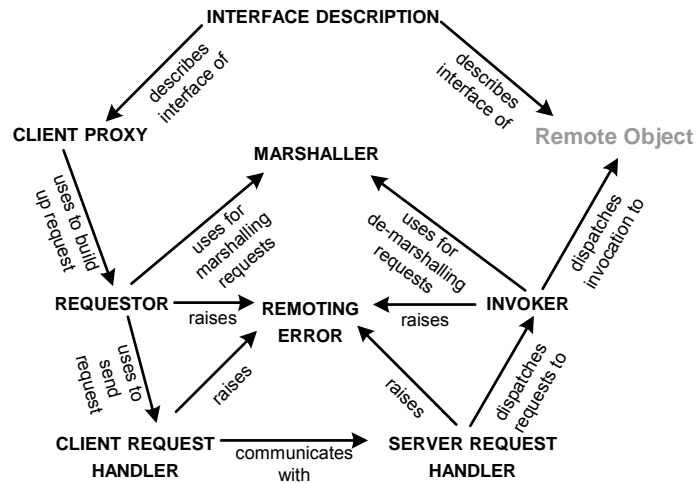 INTERFACE DESCRIPTION
describes
interface of
describes
interface of
CLIENT PROXY
Remote Object
MARSHALLER
uses to build
up request
uses for
marshalling
requests
uses for
de-marshalling
requests
dispatches
invocation to
REQUESTOR
raises
REMOTING
ERROR
raises
INVOKER
uses to
send
request
raises
raises
dispatches
requests to
CLIENT REQUEST
HANDLER
communicates
with
SERVER REQUEST
HANDLER